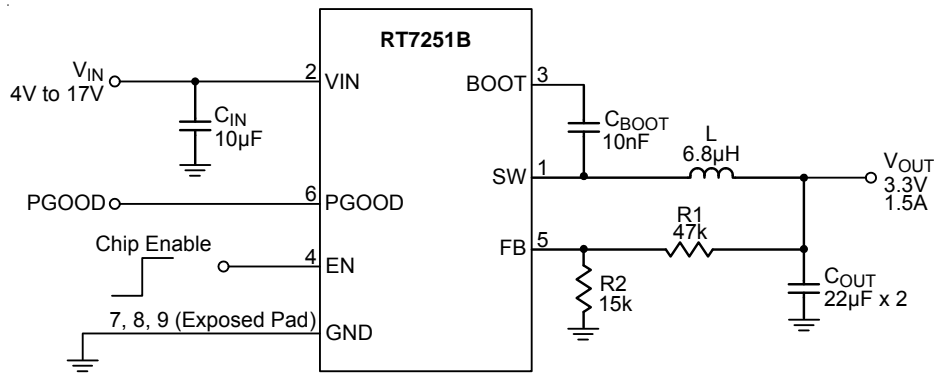 RT7251B
VIN
4V to 17V
CIN
10µF
2
VIN
BOOT
3
CBOOT
10nF
L
6.8µH
SW
1
VOUT
3.3V
1.5A
PGOOD
6
PGOOD
R1
47k
FB
5
Chip Enable
4
EN
R2
15k
COUT
22µF x 2
7, 8, 9 (Exposed Pad)
GND